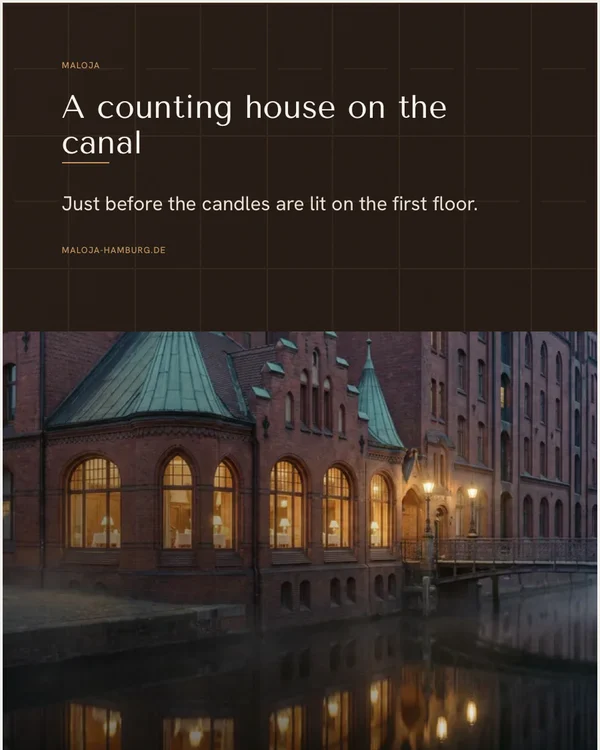 MALOJA
A counting house on the
canal
Just before the candles are lit on the first floor.
MALOJA-HAMBURG.DE